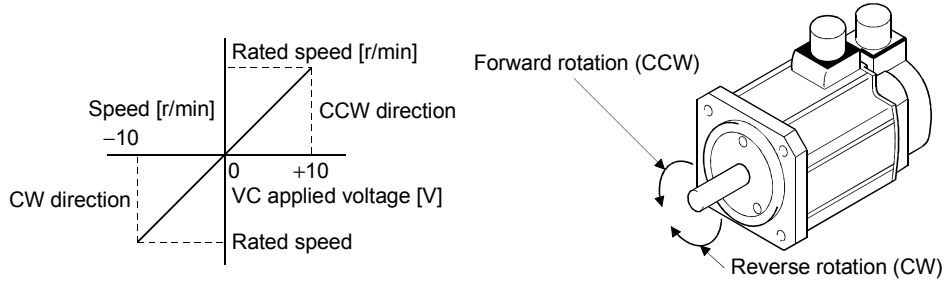 Rated speed [r/min]
Speed [r/min]
CCW direction
−10
0
+10
VC applied voltage [V]
CW direction
Rated speed
Forward rotation (CCW)
Reverse rotation (CW)